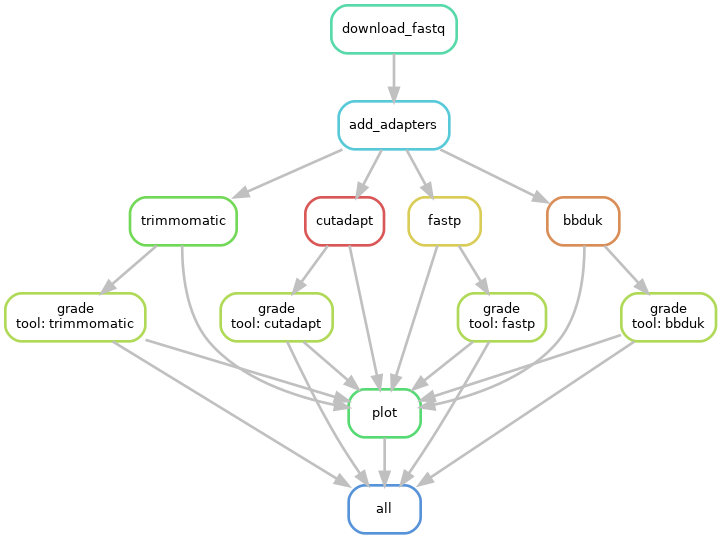 download_fastq
add_adapters
trimmomatic
cutadapt
fastp
bbduk
grade
tool: trimmomatic
grade
tool: cutadapt
grade
tool: fastp
grade
tool: bbduk
plot
all